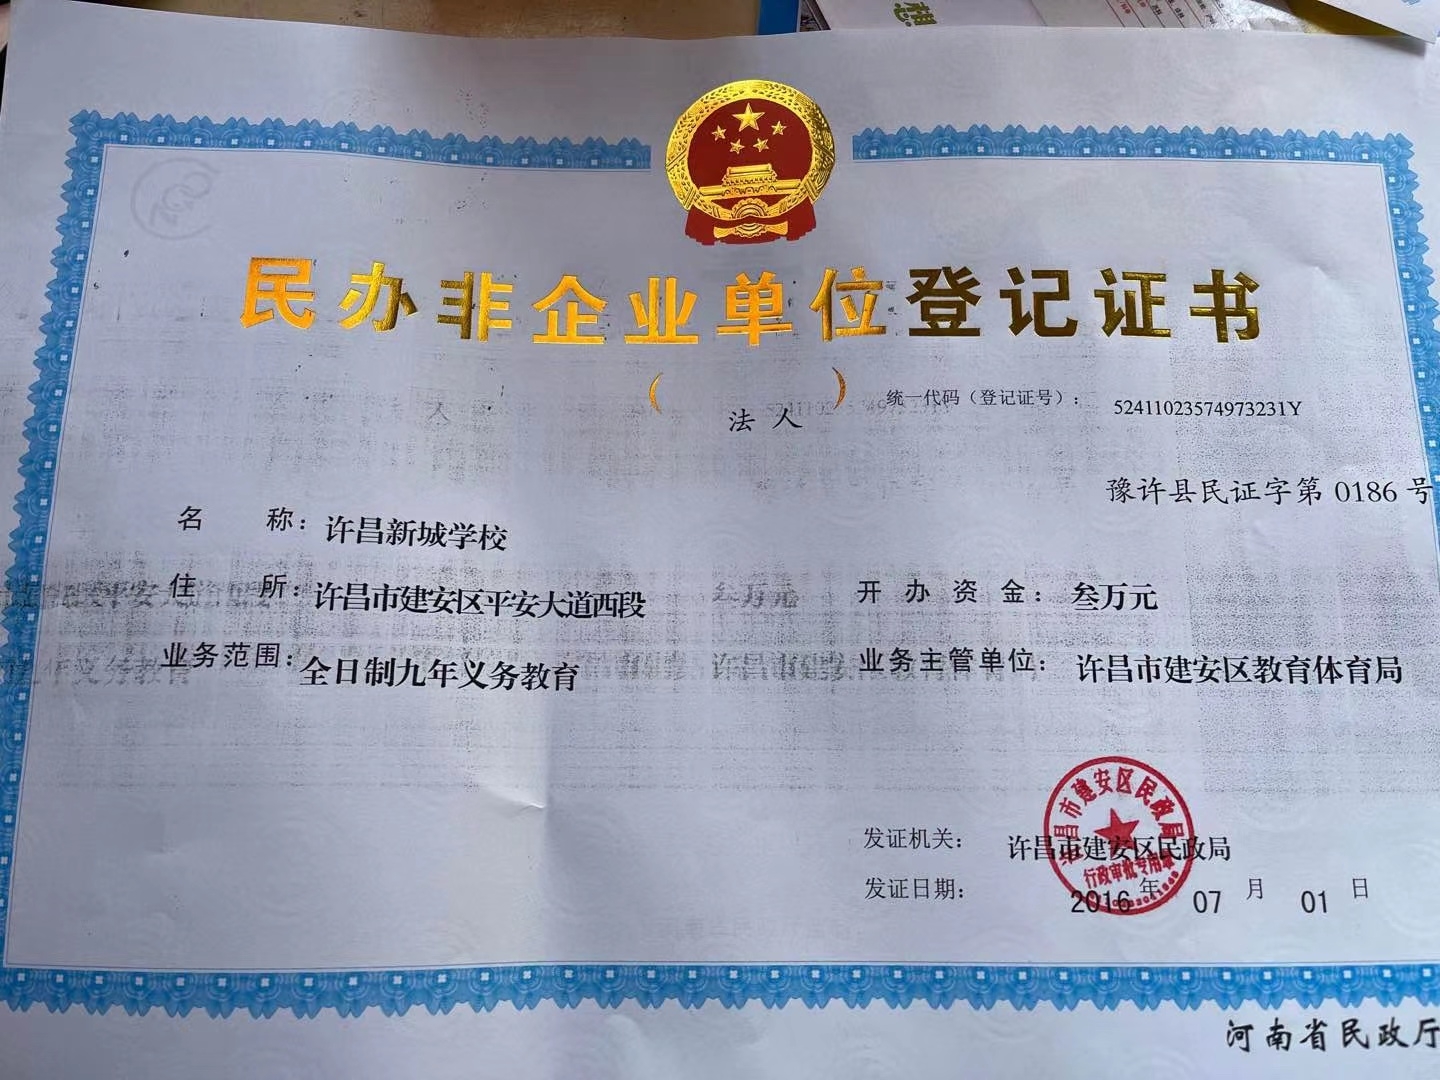 想
民办非企业单位登记证书
（法人）
统一代码（登记证号）： 52411023574973231Y
豫许县民证字第 0186 号
名 称：许昌新城学校
住 所：许昌市建安区平安大道西段
开办资金：叁万元
业务范围：全日制九年义务教育
业务主管单位：许昌市建安区教育体育局
许昌市建安区民政局
行政审批专用章
发证机关：许昌市建安区民政局
发证日期：2016 年 07 月 01 日
河南省民政厅